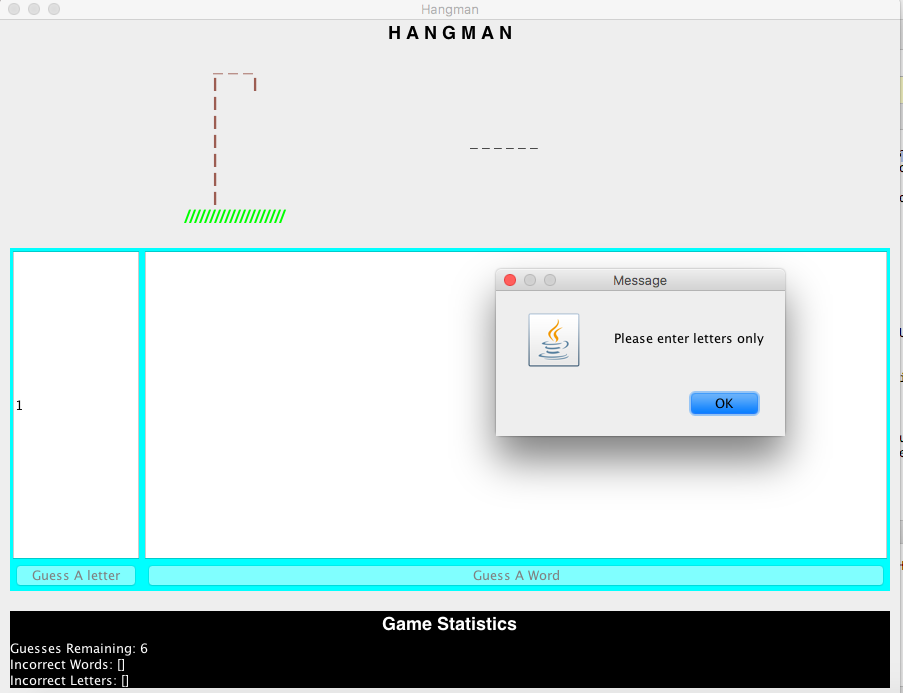 Hangman
H A N G M A N
_ _ _ _ _ _
1
Message
Please enter letters only
OK
Guess A letter
Guess A Word
Game Statistics
Guesses Remaining: 6
Incorrect Words: []
Incorrect Letters: []